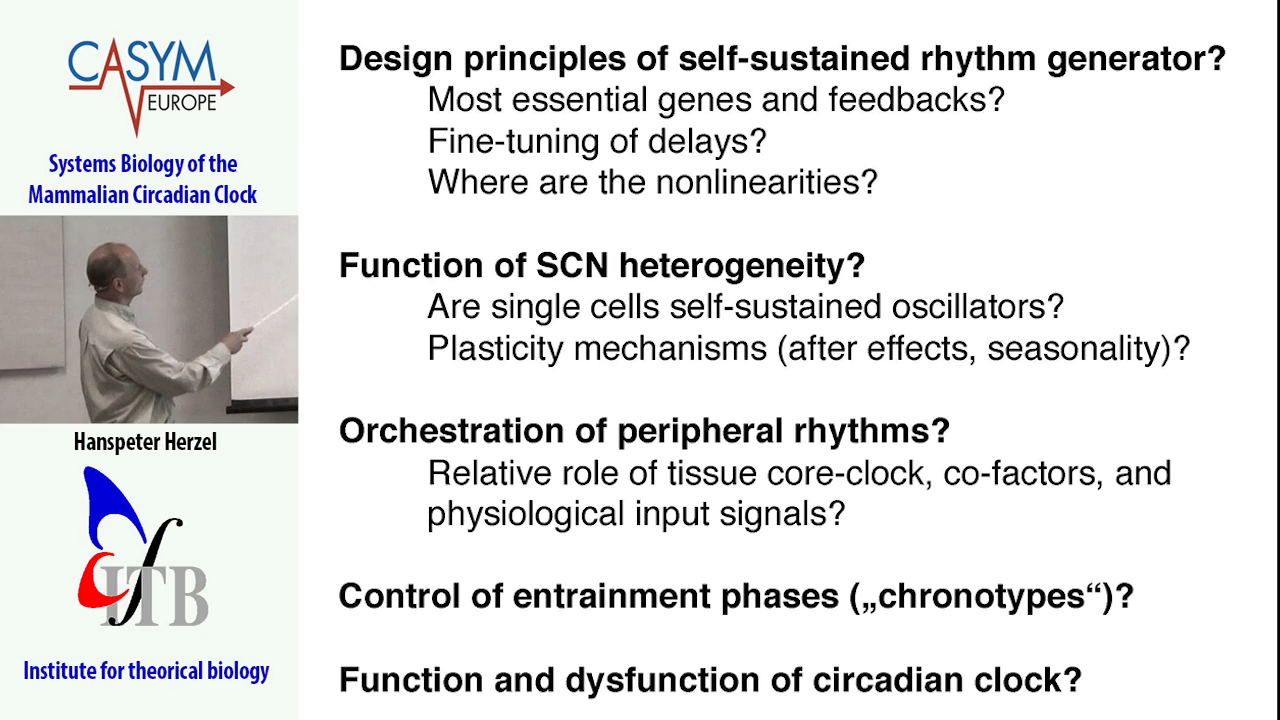 CASYM
EUROPE
Systems Biology of the
Mammalian Circadian Clock
Hanspeter Herzel
ITB
Institute for theorical biology
Design principles of self-sustained rhythm generator?
Most essential genes and feedbacks?
Fine-tuning of delays?
Where are the nonlinearities?
Function of SCN heterogeneity?
Are single cells self-sustained oscillators?
Plasticity mechanisms (after effects, seasonality)?
Orchestration of peripheral rhythms?
Relative role of tissue core-clock, co-factors, and
physiological input signals?
Control of entrainment phases („chronotypes“)?
Function and dysfunction of circadian clock?